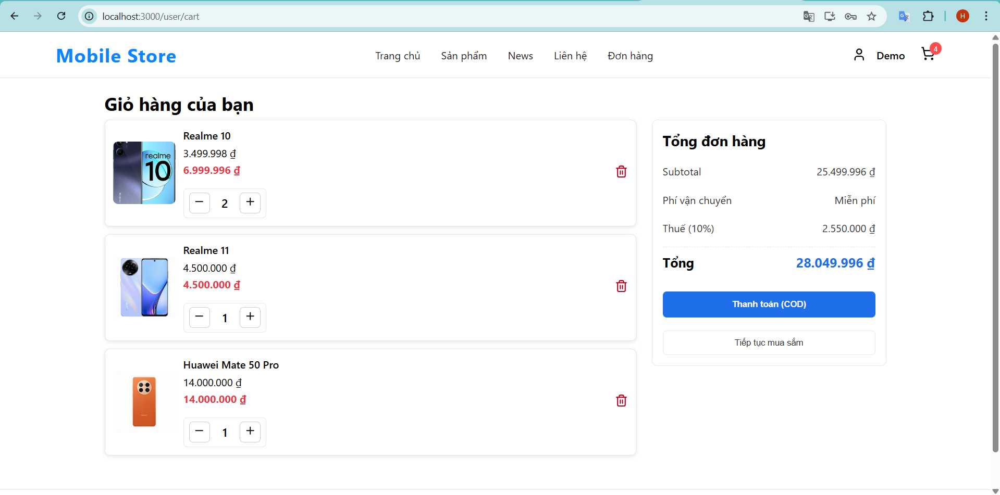 localhost:3000/user/cart
H
Mobile Store
Trang chủ
Sản phẩm
News
Liên hệ
Đơn hàng
Demo
4
Giỏ hàng của bạn
realme
10
realme
Realme 10
3.499.998 ₫
6.999.996 ₫
2
Realme 11
4.500.000 ₫
4.500.000 ₫
1
Huawei Mate 50 Pro
14.000.000 ₫
14.000.000 ₫
1
Tổng đơn hàng
Subtotal 25.499.996 ₫
Phí vận chuyển Miễn phí
Thuế (10%) 2.550.000 ₫
Tổng 28.049.996 ₫
Thanh toán (COD)
Tiếp tục mua sắm